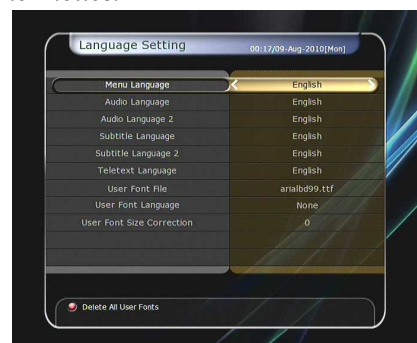 Language Setting
00:17/09-Aug-2010[Mon]
Menu Language English
Audio Language English
Audio Language 2 English
Subtitle Language English
Subtitle Language 2 English
Teletext Language English
User Font File arialbd99.ttf
User Font Language None
User Font Size Correction 0
Delete All User Fonts